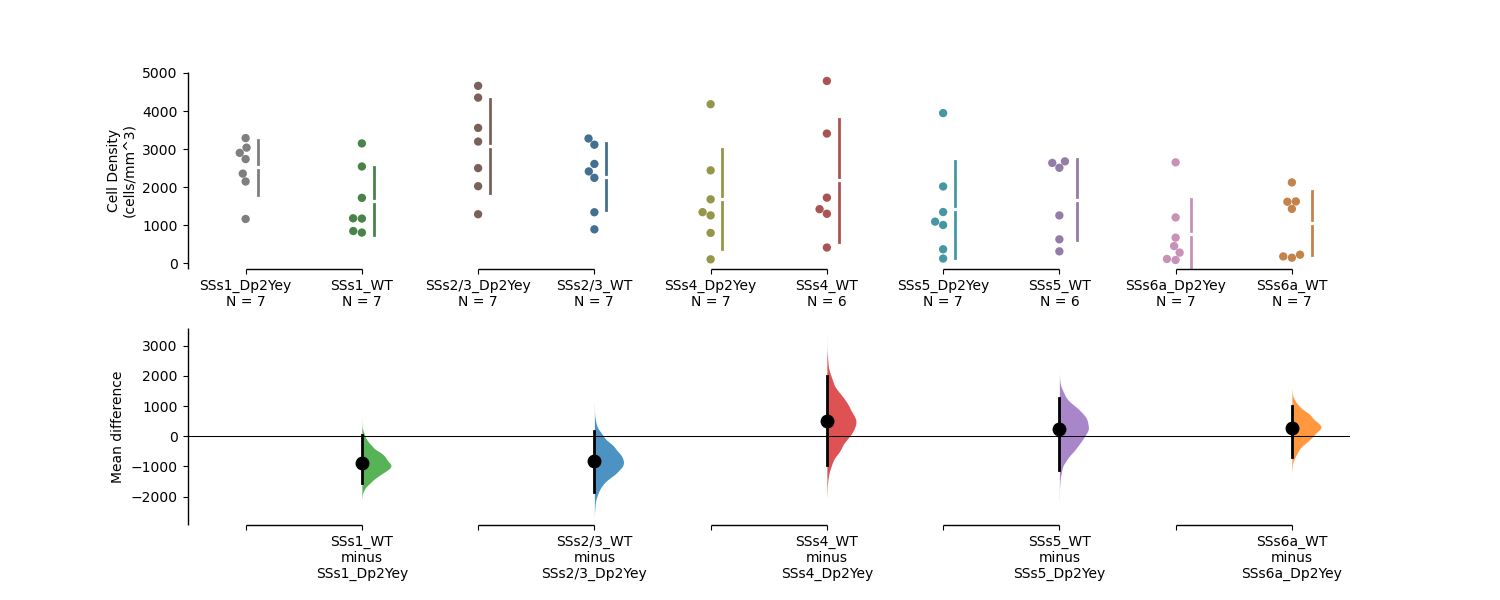 5000
4000
3000
2000
1000
0
Cell Density
(cells/mm^3)
SSs1_Dp2Yey
N = 7
SSs1_WT
N = 7
SSs2/3_Dp2Yey
N = 7
SSs2/3_WT
N = 7
SSs4_Dp2Yey
N = 7
SSs4_WT
N = 6
SSs5_Dp2Yey
N = 7
SSs5_WT
N = 6
SSs6a_Dp2Yey
N = 7
SSs6a_WT
N = 7
3000
2000
1000
0
−1000
−2000
Mean difference
SSs1_WT
minus
SSs1_Dp2Yey
SSs2/3_WT
minus
SSs2/3_Dp2Yey
SSs4_WT
minus
SSs4_Dp2Yey
SSs5_WT
minus
SSs5_Dp2Yey
SSs6a_WT
minus
SSs6a_Dp2Yey